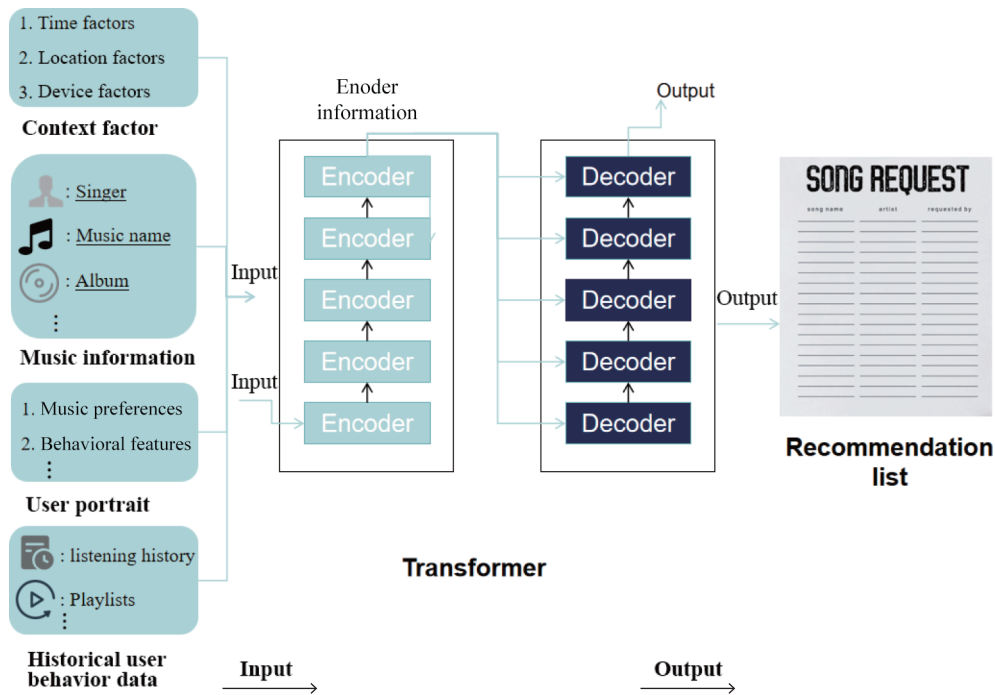 1. Time factors
2. Location factors
3. Device factors
Context factor
: Singer
: Music name
: Album
Music information
1. Music preferences
2. Behavioral features
User portrait
: listening history
: Playlists
Historical user
behavior data
Input
Input
Enoder
information
Encoder
Encoder
Encoder
Encoder
Encoder
Output
Decoder
Decoder
Decoder
Decoder
Decoder
Transformer
Output
SONG REQUEST
song name artist requested by
Recommendation
list
Input
Output